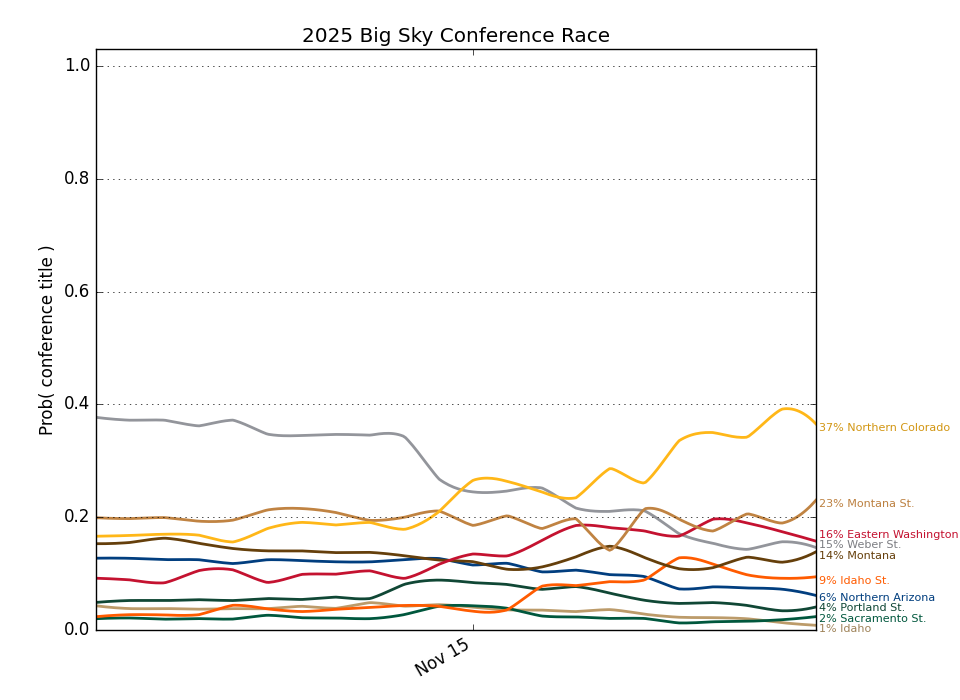 2025 Big Sky Conference Race
Prob( conference title )
1.0
0.8
0.6
0.4
0.2
0.0
Nov 15
37% Northern Colorado
23% Montana St.
16% Eastern Washington
15% Weber St.
14% Montana
9% Idaho St.
6% Northern Arizona
4% Portland St.
2% Sacramento St.
1% Idaho